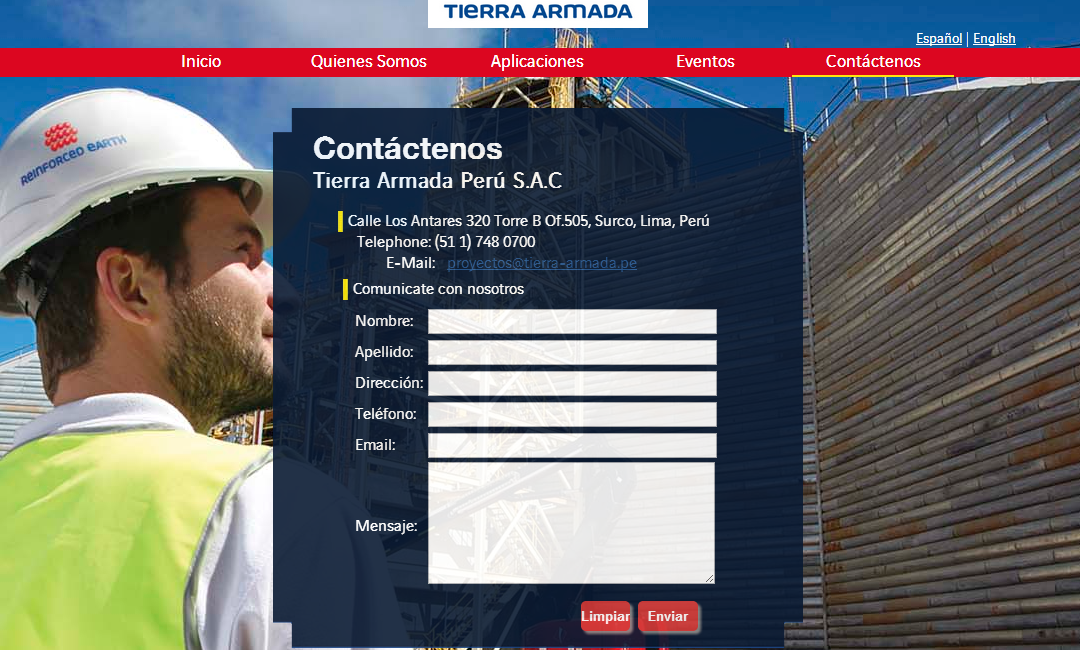 TIERRA ARMADA
Español | English
Inicio Quienes Somos Aplicaciones Eventos Contáctenos
REINFORCED EARTH
Contáctenos
Tierra Armada Perú S.A.C
Calle Los Antares 320 Torre B Of.505, Surco, Lima, Perú
Telephone: (51 1) 748 0700
E-Mail: proyectos@tierra-armada.pe
Comunicate con nosotros
Nombre:
Apellido:
Dirección:
Teléfono:
Email:
Mensaje:
Limpiar Enviar